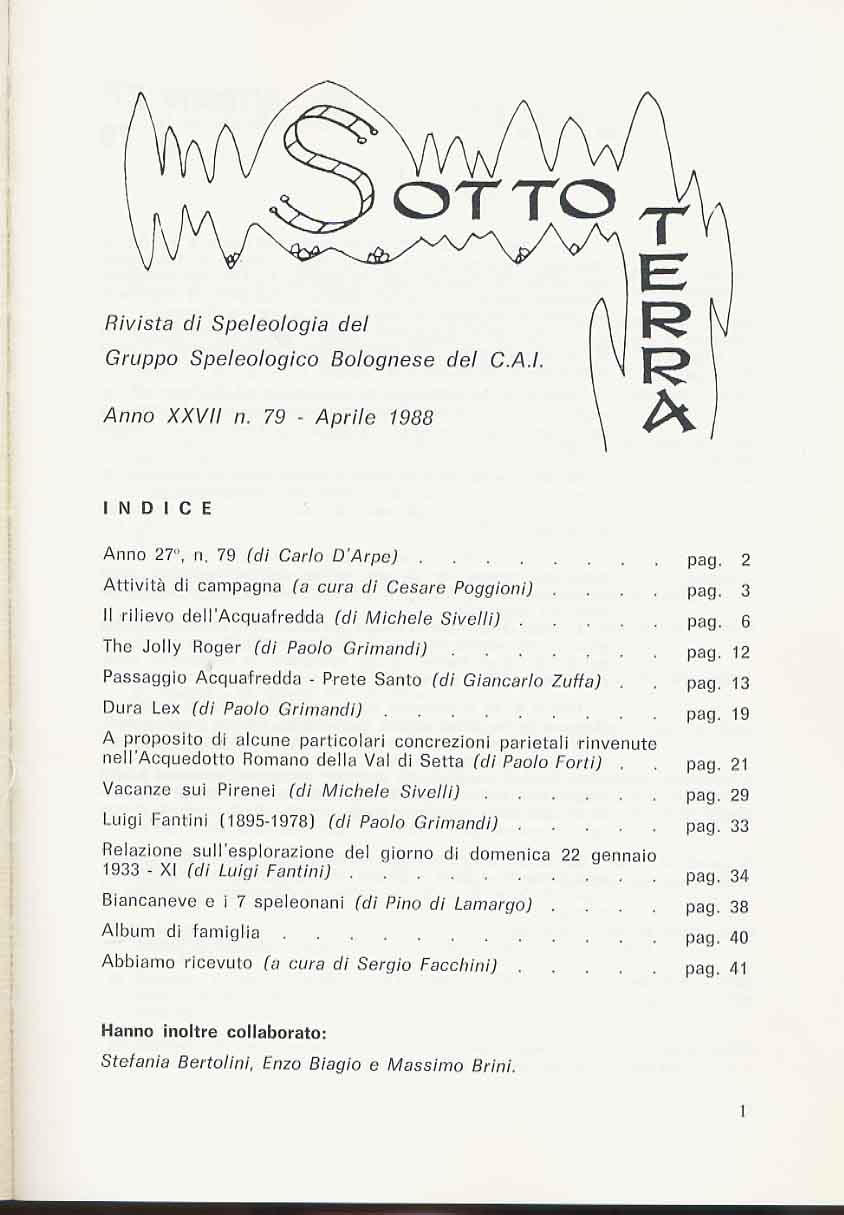 SOTTO
TERRA
Rivista di Speleologia del
Gruppo Speleologico Bolognese del C.A.I.
Anno XXVII n. 79 - Aprile 1988
INDICE
Anno 27°, n. 79 (di Carlo D'Arpe) . . . . . . . . pag. 2
Attività di campagna (a cura di Cesare Poggioni) . . . . pag. 3
Il rilievo dell'Acquafredda (di Michele Sivelli) . . . . . pag. 6
The Jolly Roger (di Paolo Grimandi) . . . . . . . pag. 12
Passaggio Acquafredda - Prete Santo (di Giancarlo Zuffa) . . pag. 13
Dura Lex (di Paolo Grimandi) . . . . . . . . . pag. 19
A proposito di alcune particolari concrezioni parietali rinvenute
nell'Acquedotto Romano della Val di Setta (di Paolo Forti) . . pag. 21
Vacanze sui Pirenei (di Michele Sivelli) . . . . . . pag. 29
Luigi Fantini (1895-1978) (di Paolo Grimandi) . . . . . pag. 33
Relazione sull'esplorazione del giorno di domenica 22 gennaio
1933 - XI (di Luigi Fantini) . . . . . . . . . . pag. 34
Biancaneve e i 7 speleonani (di Pino di Lamargo) . . . . pag. 38
Album di famiglia . . . . . . . . . . . . pag. 40
Abbiamo ricevuto (a cura di Sergio Facchini) . . . . . pag. 41
Hanno inoltre collaborato:
Stefania Bertolini, Enzo Biagio e Massimo Brini.
1